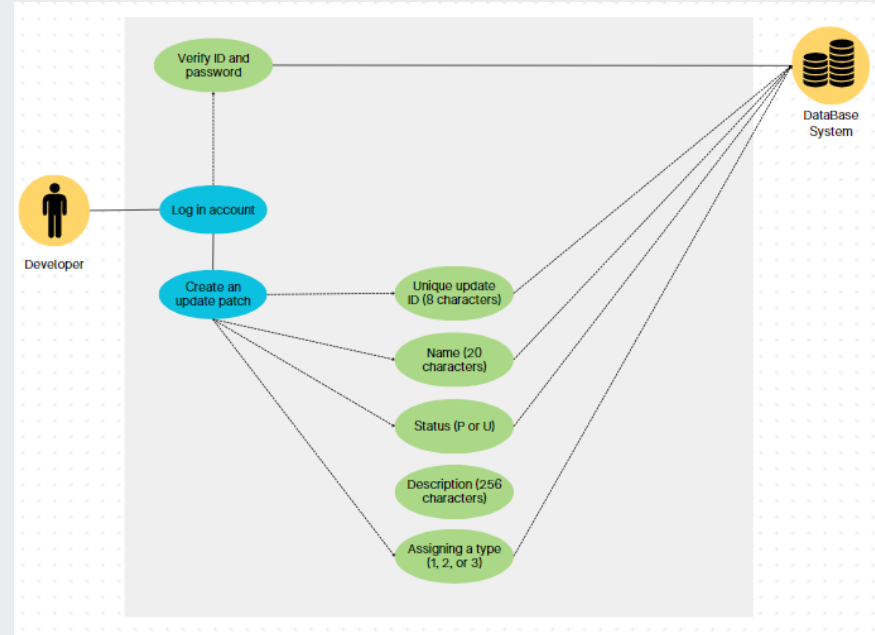 Verify ID and
password
DataBase
System
Log in account
Developer
Create an
update patch
Unique update
ID (8 characters)
Name (20
characters)
Status (P or U)
Description (256
characters)
Assigning a type
(1, 2, or 3)